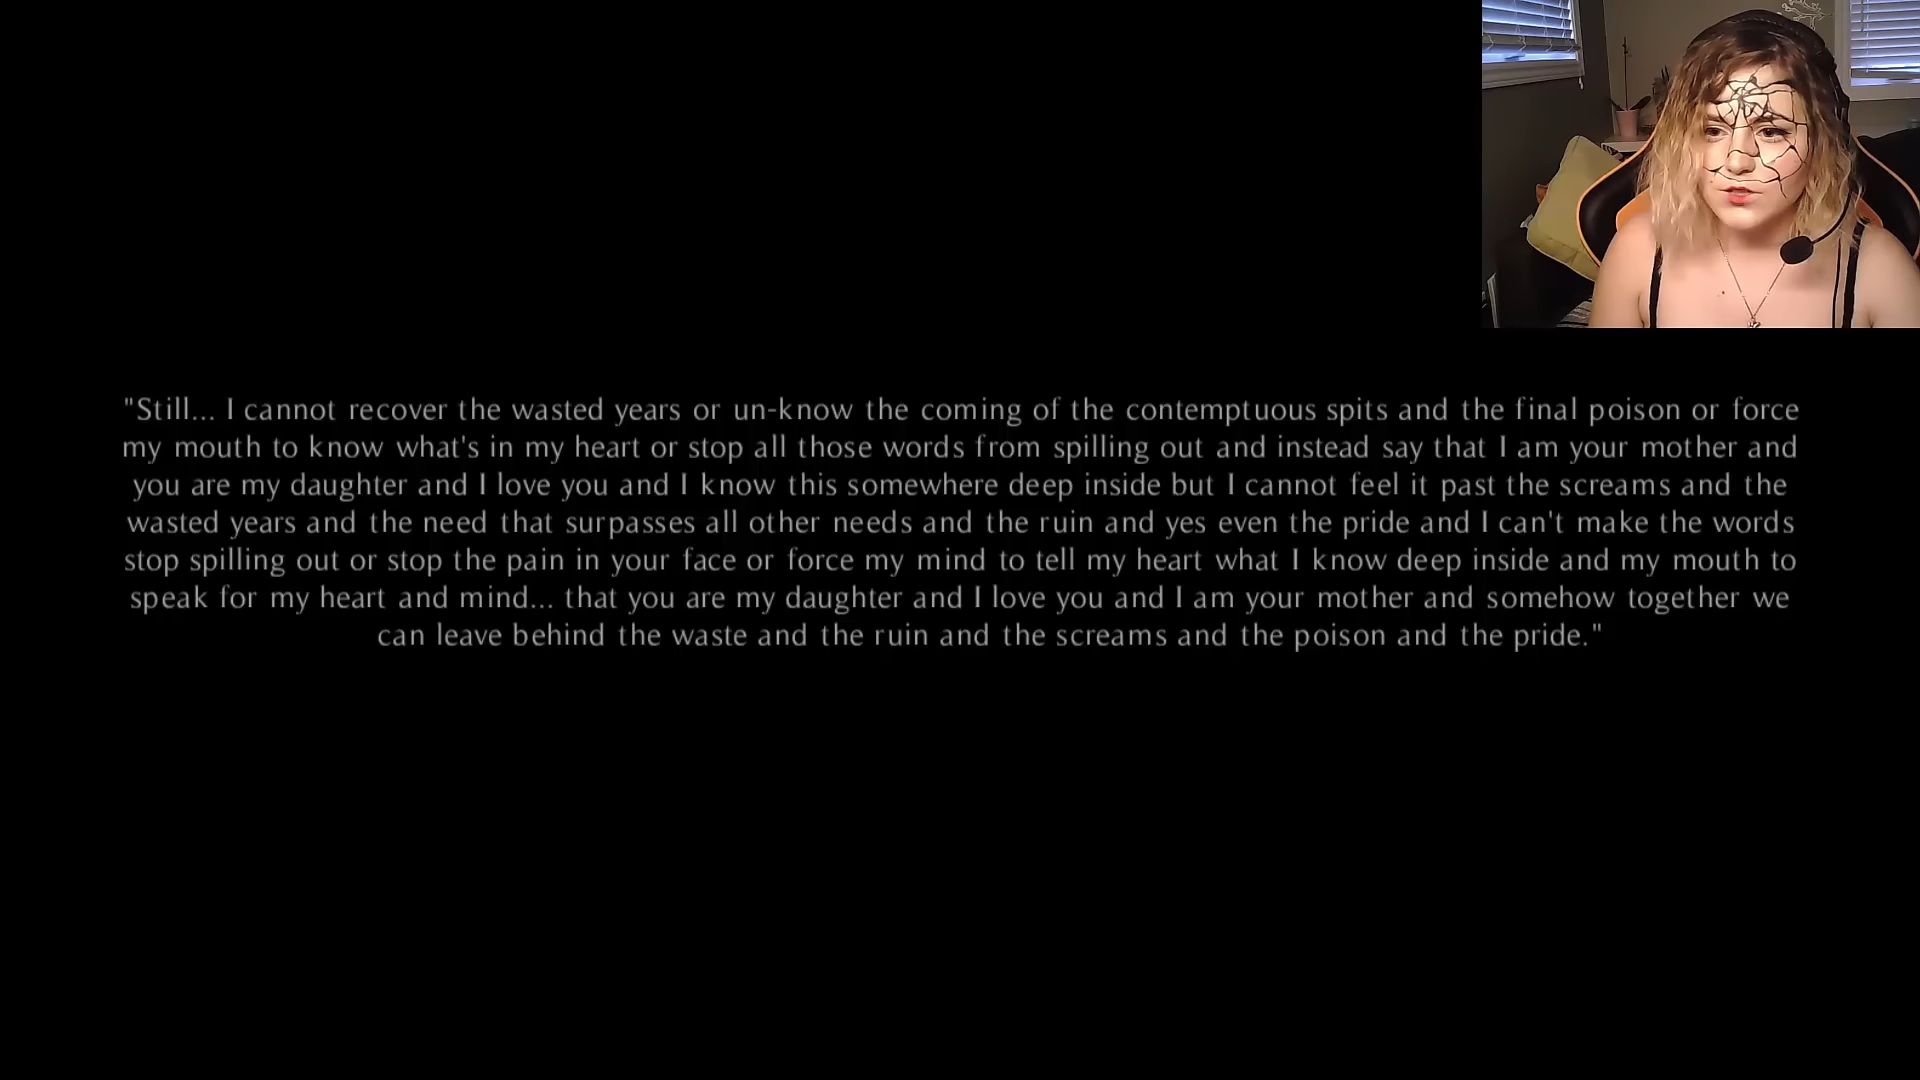 "Still... I cannot recover the wasted years or un-know the coming of the contemptuous spits and the final poison or force
my mouth to know what's in my heart or stop all those words from spilling out and instead say that I am your mother and
you are my daughter and I love you and I know this somewhere deep inside but I cannot feel it past the screams and the
wasted years and the need that surpasses all other needs and the ruin and yes even the pride and I can't make the words
stop spilling out or stop the pain in your face or force my mind to tell my heart what I know deep inside and my mouth to
speak for my heart and mind... that you are my daughter and I love you and I am your mother and somehow together we
can leave behind the waste and the ruin and the screams and the poison and the pride."